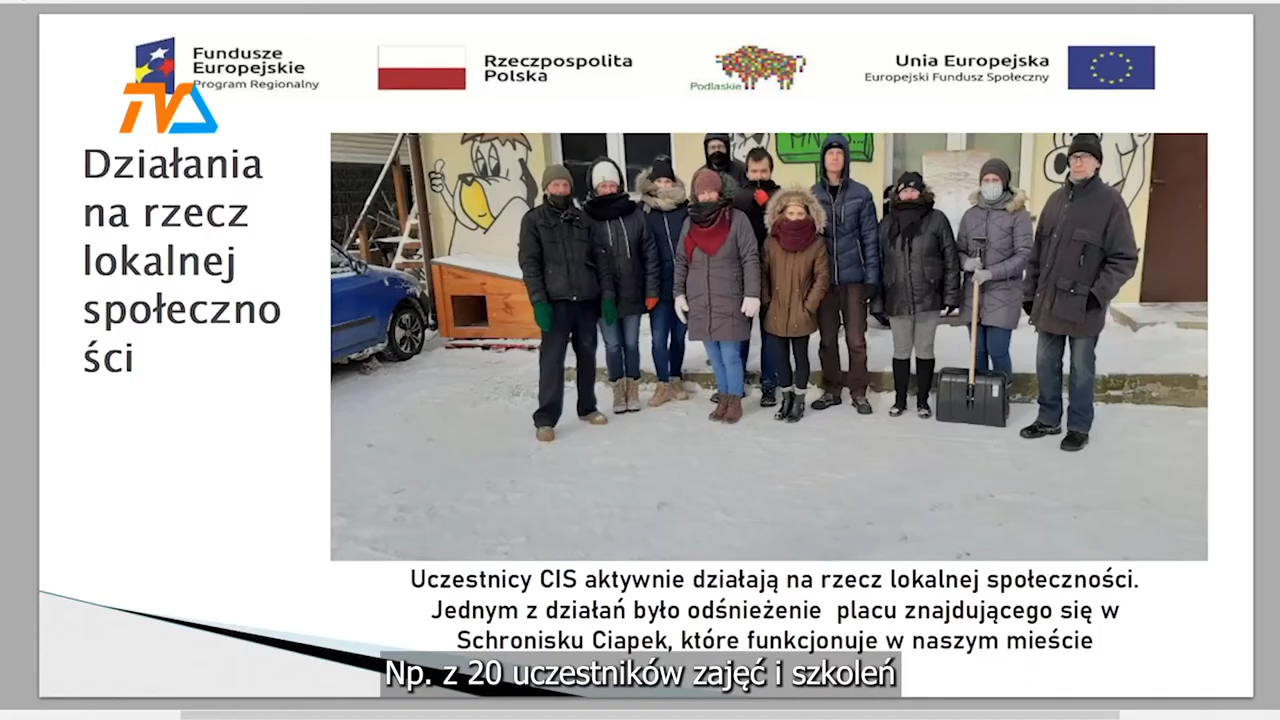 Fundusze
Europejskie
Program Regionalny
Rzeczpospolita
Polska
Podlaskie
Unia Europejska
Europejski Fundusz Społeczny
TVA
Działania
na rzecz
lokalnej
społeczno
ści
Uczestnicy CIS aktywnie działają na rzecz lokalnej społeczności.
Jednym z działań było odśnieżenie placu znajdującego się w
Schronisku Ciapek, które funkcjonuje w naszym mieście
Np. z 20 uczestników zajęć i szkoleń